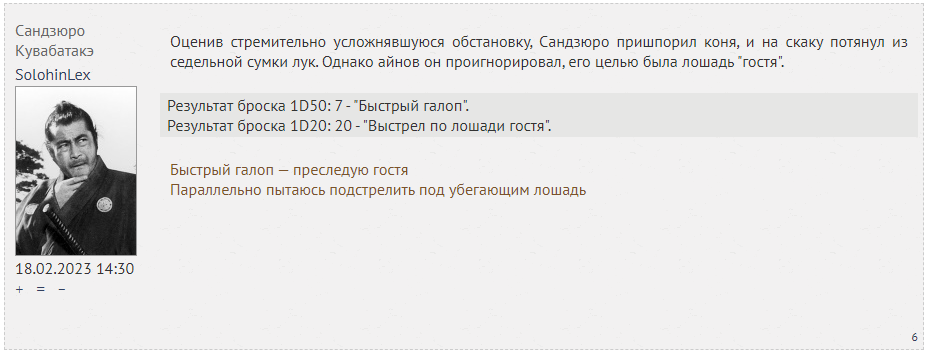 Сандзюро
Кувабатакэ
SolohinLex
18.02.2023 14:30
+ = –
Оценив стремительно усложнявшуюся обстановку, Сандзюро пришпорил коня, и на скаку потянул из
седельной сумки лук. Однако айнов он проигнорировал, его целью была лошадь "гостя".
Результат броска 1D50: 7 - "Быстрый галоп".
Результат броска 1D20: 20 - "Выстрел по лошади гостя".
Быстрый галоп — преследую гостя
Параллельно пытаюсь подстрелить под убегающим лошадь
6